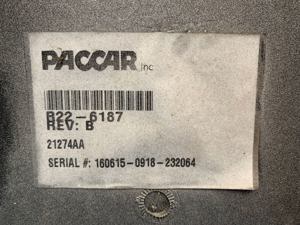 PACCAR Inc
B22-6187
REV: B
21274AA
SERIAL #: 160615-0918-232064